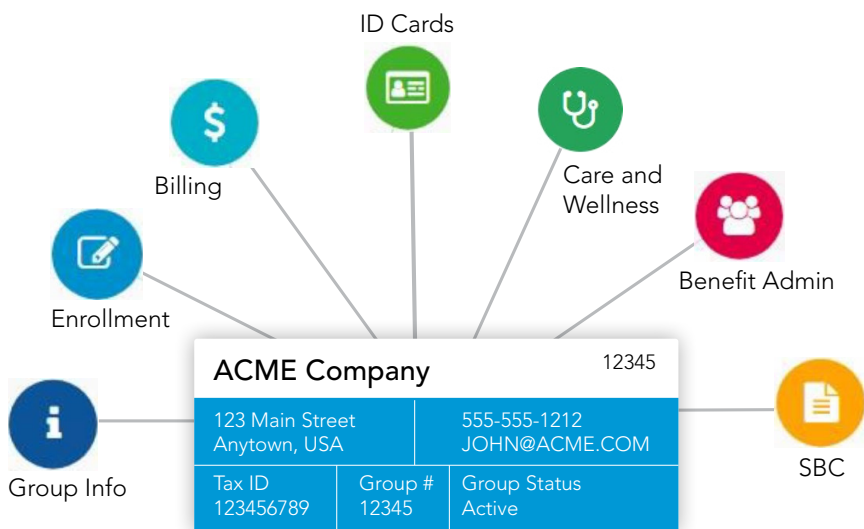 ID Cards
$
Billing
Care and
Wellness
Benefit Admin
Enrollment
ACME Company
12345
i
Group Info
123 Main Street
Anytown, USA
555-555-1212
JOHN@ACME.COM
SBC
Tax ID
123456789
Group #
12345
Group Status
Active